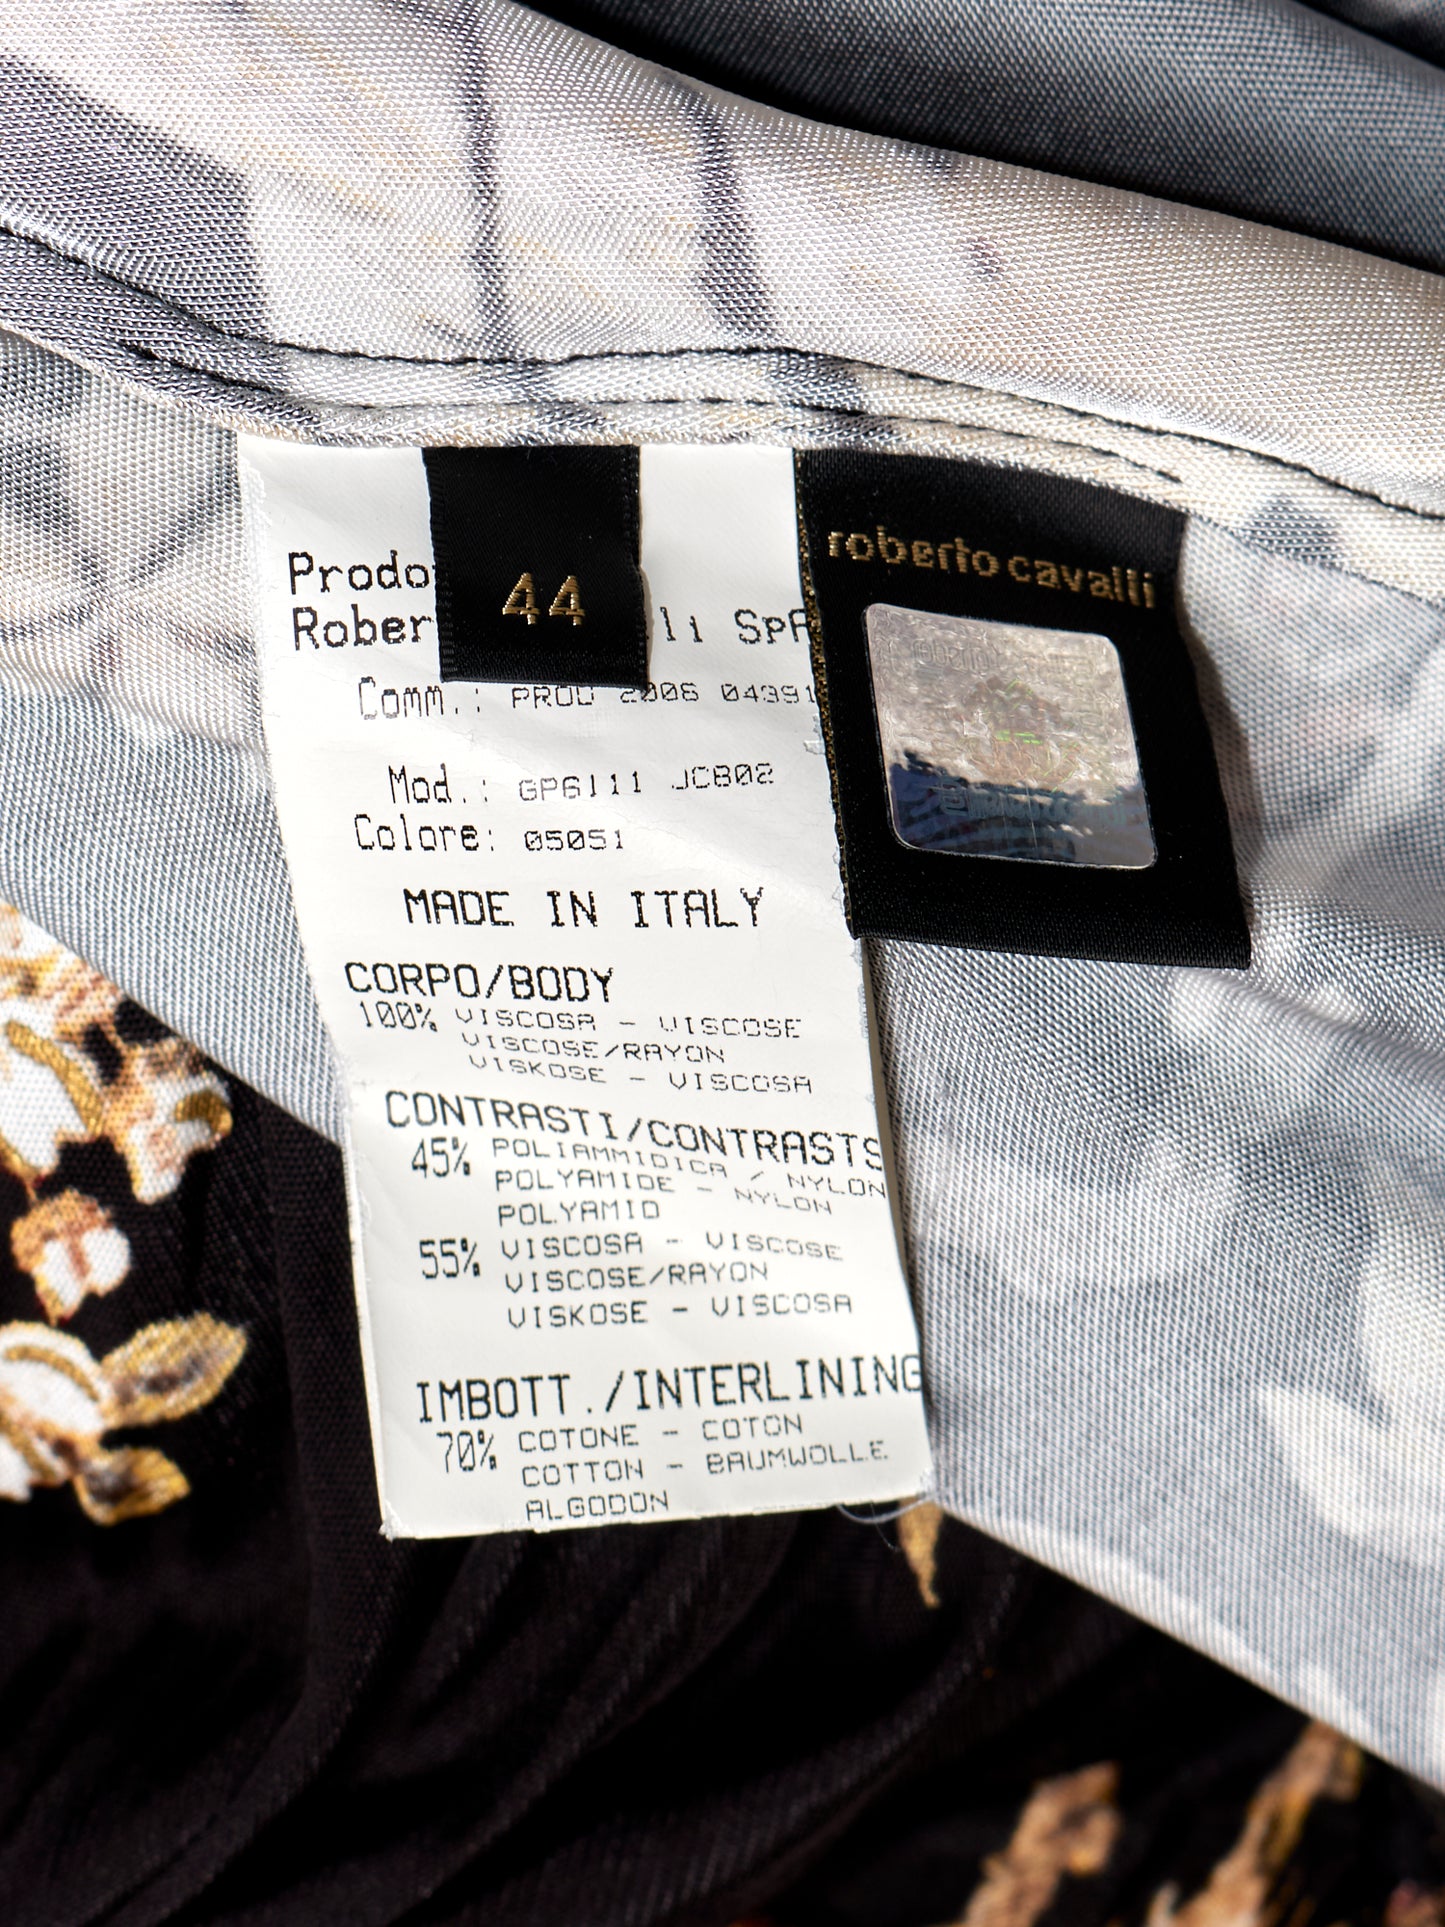 Prodo
Rober li SpA
44
roberto cavalli
Comm.: PROD 2006 04391
Mod.: GP6111 JCB02
Colore: 05051
MADE IN ITALY
CORPO/BODY
100% VISCOSA - VISCOSE
VISCOSE/RAYON
VISKOSE - VISCOSA
CONTRASTI/CONTRASTS
45% POLIAMMIDICA / NYLON
POLYAMIDE - NYLON
POLYAMID
55% VISCOSA - VISCOSE
VISCOSE/RAYON
VISKOSE - VISCOSA
IMBOTT./INTERLINING
70% COTONE - COTON
COTTON - BAUMWOLLE
ALGODON